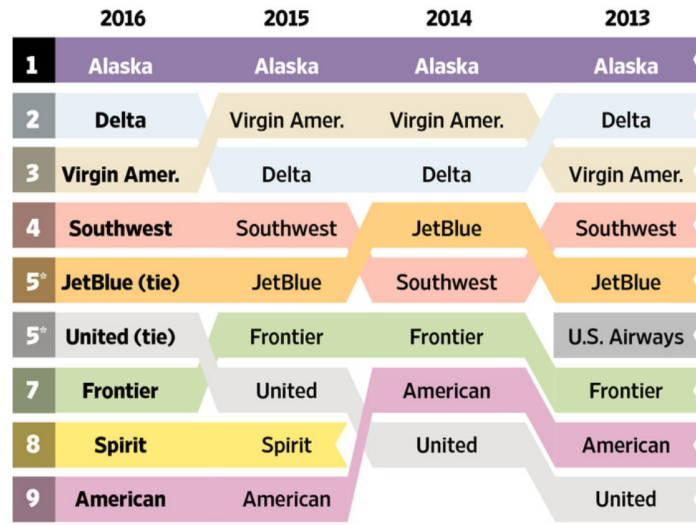 2016 2015 2014 2013
1 Alaska Alaska Alaska Alaska
2 Delta Virgin Amer. Virgin Amer. Delta
3 Virgin Amer. Delta Delta Virgin Amer.
4 Southwest Southwest JetBlue Southwest
5* JetBlue (tie) JetBlue Southwest JetBlue
5* United (tie) Frontier Frontier U.S. Airways
7 Frontier United American Frontier
8 Spirit Spirit United American
9 American American United